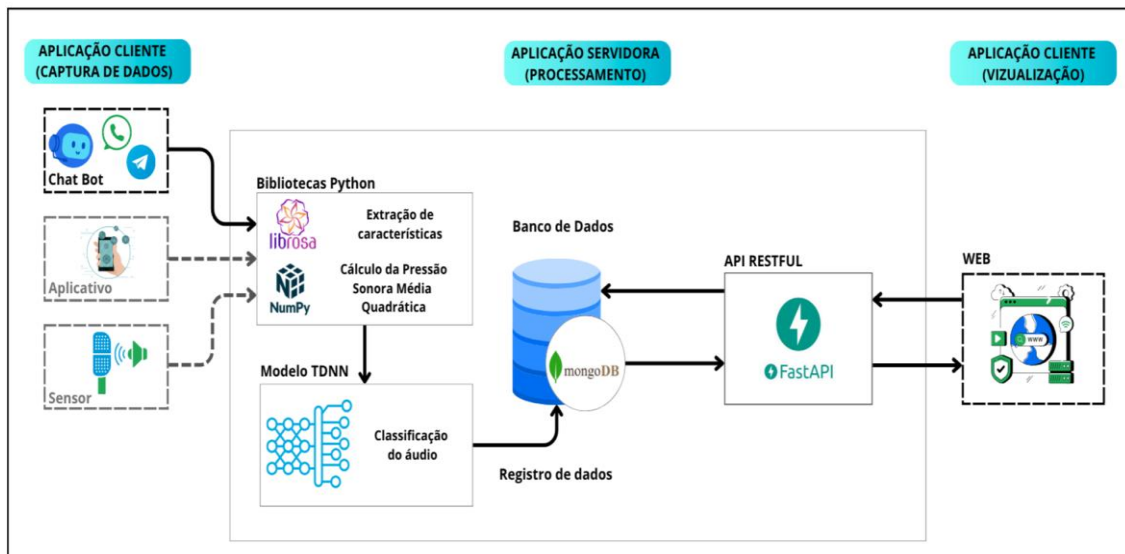 APLICAÇÃO CLIENTE
(CAPTURA DE DADOS)
APLICAÇÃO SERVIDORA
(PROCESSAMENTO)
APLICAÇÃO CLIENTE
(VIZUALIZAÇÃO)
Chat Bot
Aplicativo
Sensor
Bibliotecas Python
librosa
Extração de
características
NumPy
Cálculo da Pressão
Sonora Média
Quadrática
Modelo TDNN
Classificação
do áudio
Banco de Dados
mongoDB
Registro de dados
API RESTFUL
FastAPI
WEB
WWW